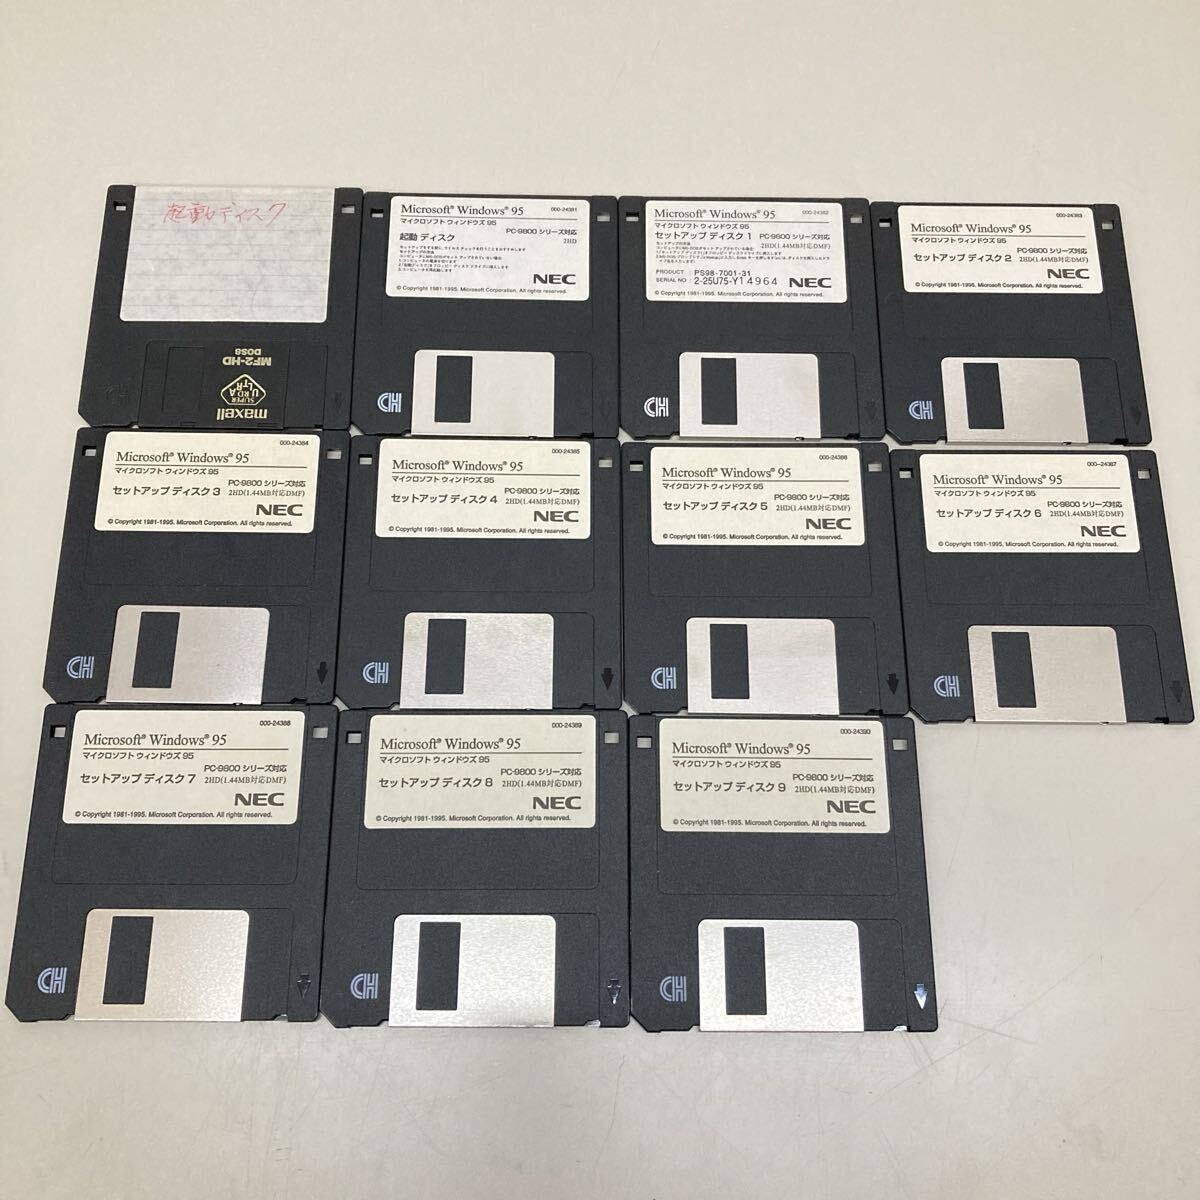 起動ディスク
MF2-HD
DOS8
SUPER
maxell
000-24381
Microsoft® Windows® 95
マイクロソフト ウィンドウズ 95
PC-9800 シリーズ対応
起動 ディスク
2HD
NEC
© Copyright 1981-1995. Microsoft Corporation. All rights reserved.
000-24382
Microsoft® Windows® 95
マイクロソフト ウィンドウズ 95
セットアップ ディスク 1 PC-9800 シリーズ対応
2HD(1.44MB対応DMF)
PRODUCT : PS98-7001-31
SERIAL NO : 2-25U75-Y14964
NEC
© Copyright 1981-1995. Microsoft Corporation. All rights reserved.
000-24383
Microsoft® Windows® 95
マイクロソフト ウィンドウズ 95
PC-9800 シリーズ対応
セットアップ ディスク 2 2HD(1.44MB対応DMF)
NEC
© Copyright 1981-1995. Microsoft Corporation. All rights reserved.
000-24384
Microsoft® Windows® 95
マイクロソフト ウィンドウズ 95
PC-9800 シリーズ対応
セットアップ ディスク 3 2HD(1.44MB対応DMF)
NEC
© Copyright 1981-1995. Microsoft Corporation. All rights reserved.
000-24385
Microsoft® Windows® 95
マイクロソフト ウィンドウズ 95
PC-9800 シリーズ対応
セットアップ ディスク 4 2HD(1.44MB対応DMF)
NEC
© Copyright 1981-1995. Microsoft Corporation. All rights reserved.
000-24386
Microsoft® Windows® 95
マイクロソフト ウィンドウズ 95
PC-9800 シリーズ対応
セットアップ ディスク 5 2HD(1.44MB対応DMF)
NEC
© Copyright 1981-1995. Microsoft Corporation. All rights reserved.
000-24387
Microsoft® Windows® 95
マイクロソフト ウィンドウズ 95
PC-9800 シリーズ対応
セットアップ ディスク 6 2HD(1.44MB対応DMF)
NEC
© Copyright 1981-1995. Microsoft Corporation. All rights reserved.
000-24388
Microsoft® Windows® 95
マイクロソフト ウィンドウズ 95
PC-9800 シリーズ対応
セットアップ ディスク 7 2HD(1.44MB対応DMF)
NEC
© Copyright 1981-1995. Microsoft Corporation. All rights reserved.
000-24389
Microsoft® Windows® 95
マイクロソフト ウィンドウズ 95
PC-9800 シリーズ対応
セットアップ ディスク 8 2HD(1.44MB対応DMF)
NEC
© Copyright 1981-1995. Microsoft Corporation. All rights reserved.
000-24390
Microsoft® Windows® 95
マイクロソフト ウィンドウズ 95
PC-9800 シリーズ対応
セットアップ ディスク 9 2HD(1.44MB対応DMF)
NEC
© Copyright 1981-1995. Microsoft Corporation. All rights reserved.